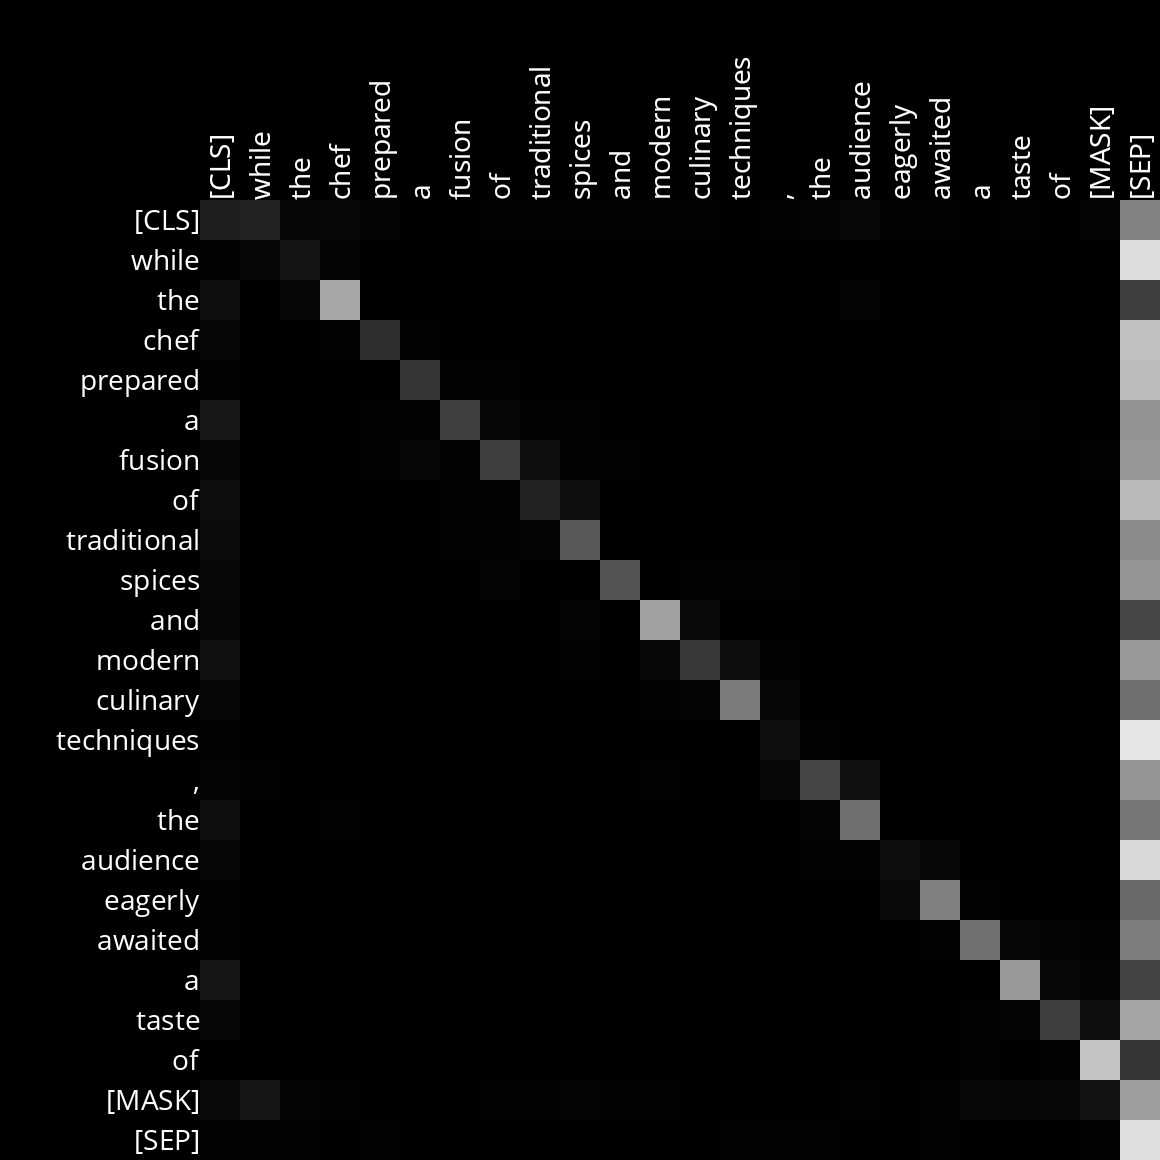 [CLS] while the chef prepared a fusion of traditional spices and modern culinary techniques , the audience eagerly awaited a taste of [MASK] [SEP]
[CLS]
while
the
chef
prepared
a
fusion
of
traditional
spices
and
modern
culinary
techniques
,
the
audience
eagerly
awaited
a
taste
of
[MASK]
[SEP]